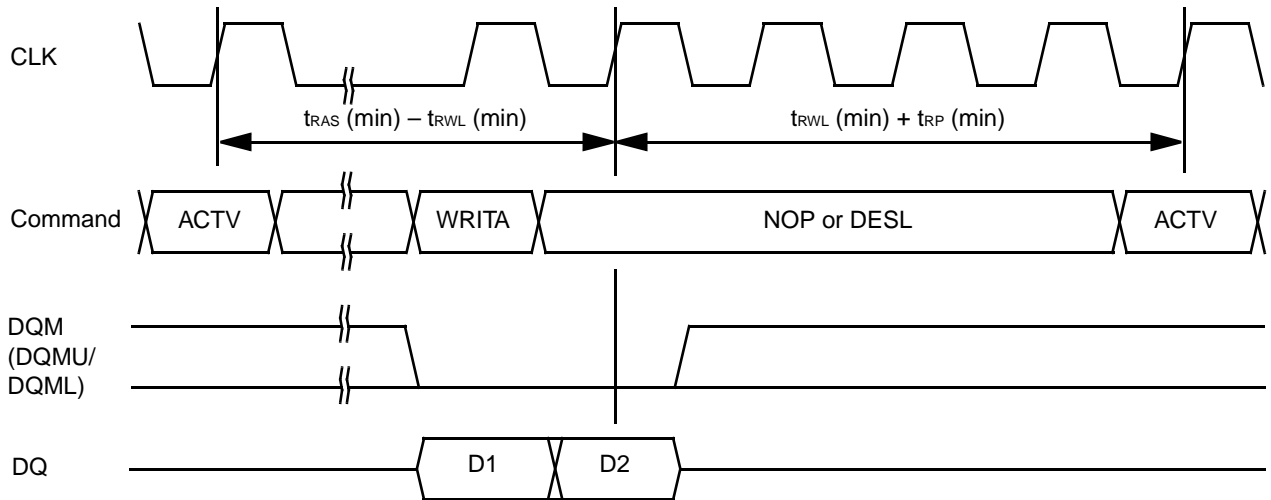 CLK
tRAS (min) – tRWL (min)
tRWL (min) + tRP (min)
Command
ACTV
WRITA
NOP or DESL
ACTV
DQM
(DQMU/
DQML)
DQ
D1
D2